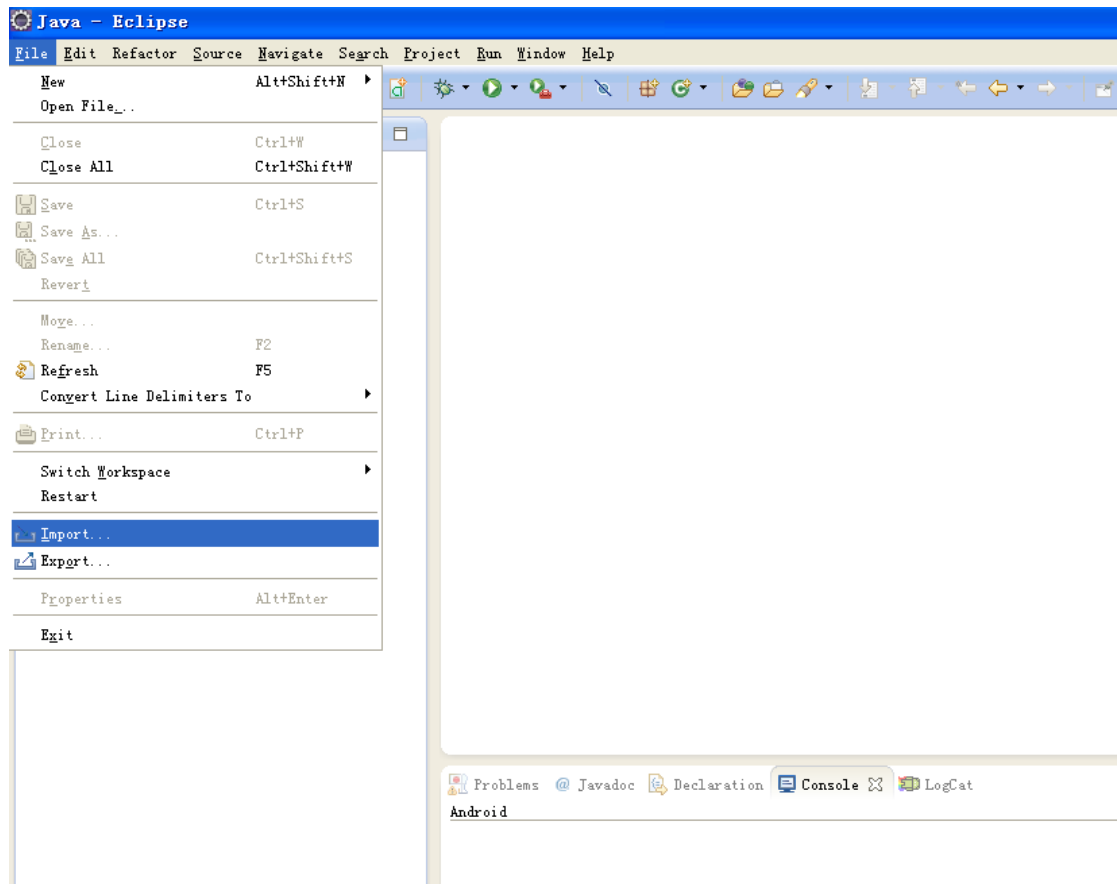 Java - Eclipse
File Edit Refactor Source Navigate Search Project Run Window Help
New Alt+Shift+N
Open File...
Close Ctrl+W
Close All Ctrl+Shift+W
Save Ctrl+S
Save As...
Save All Ctrl+Shift+S
Revert
Move...
Rename... F2
Refresh F5
Convert Line Delimiters To
Print... Ctrl+P
Switch Workspace
Restart
Import...
Export...
Properties Alt+Enter
Exit
Problems @ Javadoc Declaration Console LogCat
Android